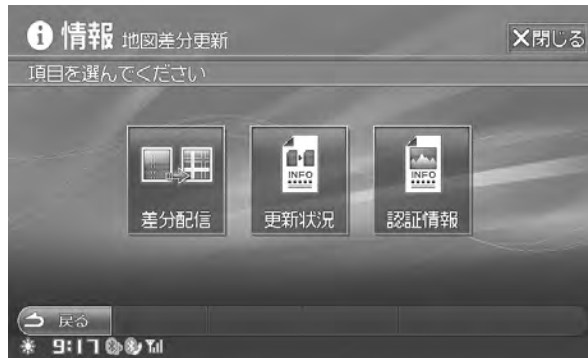 i 情報 地図差分更新
×閉じる
項目を選んでください
差分配信
INFO
更新状況
INFO
認証情報
戻る
9:17